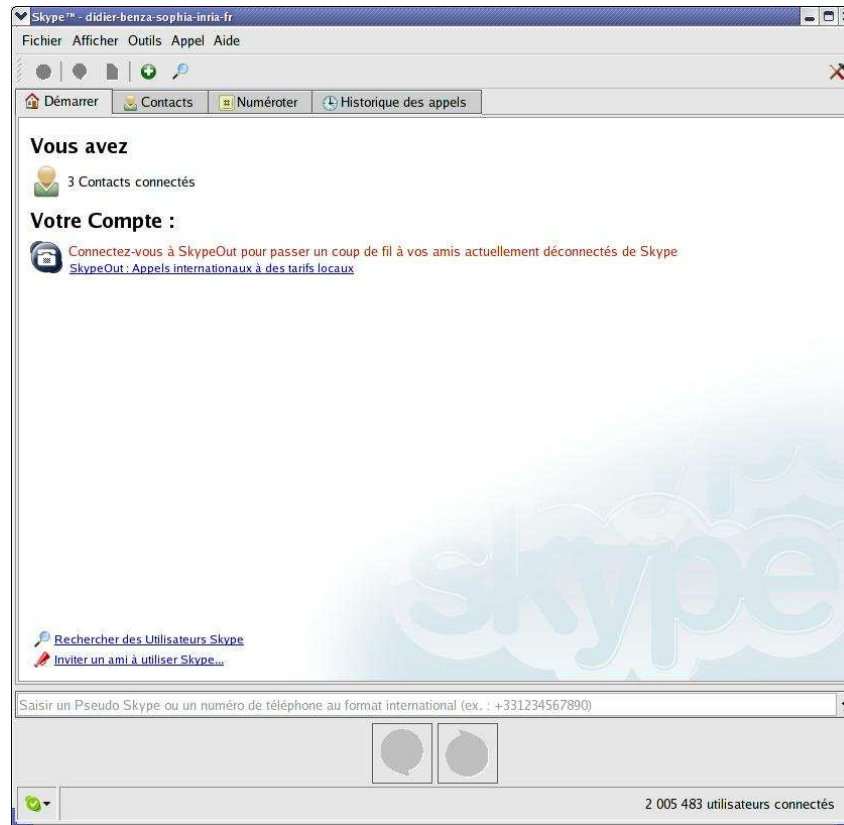 Skype™ - didier-benza-sophia-inria-fr
Fichier Afficher Outils Appel Aide
Démarrer Contacts Numéroter Historique des appels
Vous avez
3 Contacts connectés
Votre Compte :
Connectez-vous à SkypeOut pour passer un coup de fil à vos amis actuellement déconnectés de Skype
SkypeOut : Appels internationaux à des tarifs locaux
skype
Rechercher des Utilisateurs Skype
Inviter un ami à utiliser Skype...
Saisir un Pseudo Skype ou un numéro de téléphone au format international (ex. : +331234567890)
2 005 483 utilisateurs connectés